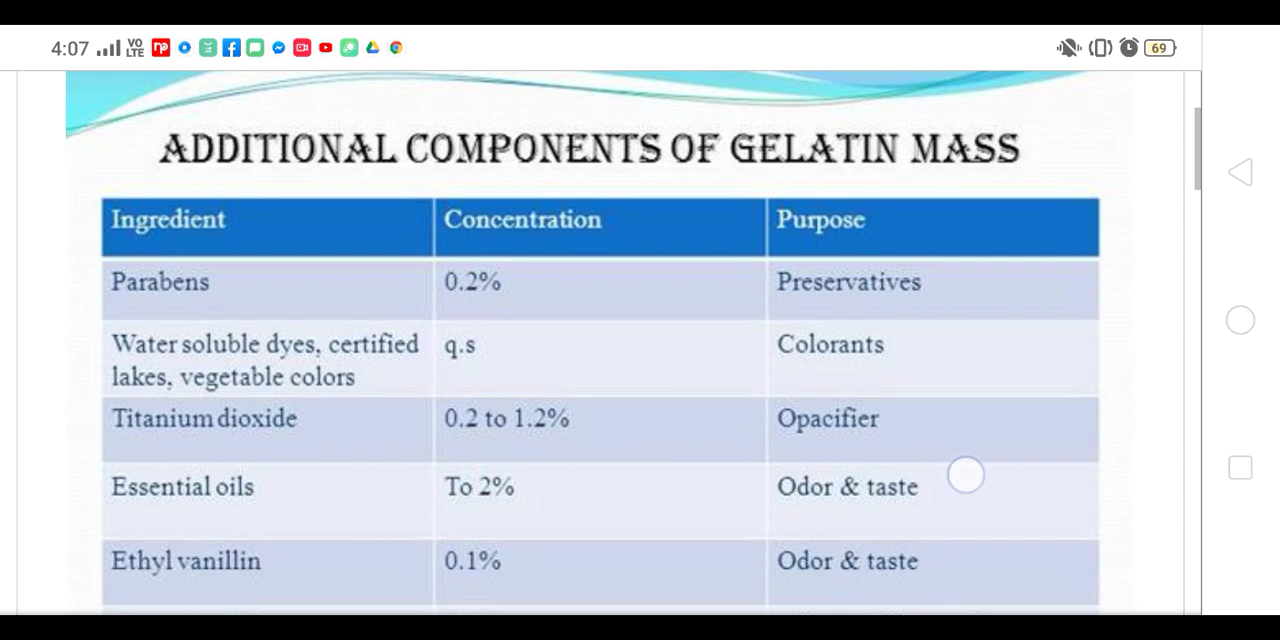 4:07 VO LTE 69
ADDITIONAL COMPONENTS OF GELATIN MASS
Ingredient Concentration Purpose
Parabens 0.2% Preservatives
Water soluble dyes, certified q.s Colorants
lakes, vegetable colors
Titanium dioxide 0.2 to 1.2% Opacifier
Essential oils To 2% Odor & taste
Ethyl vanillin 0.1% Odor & taste